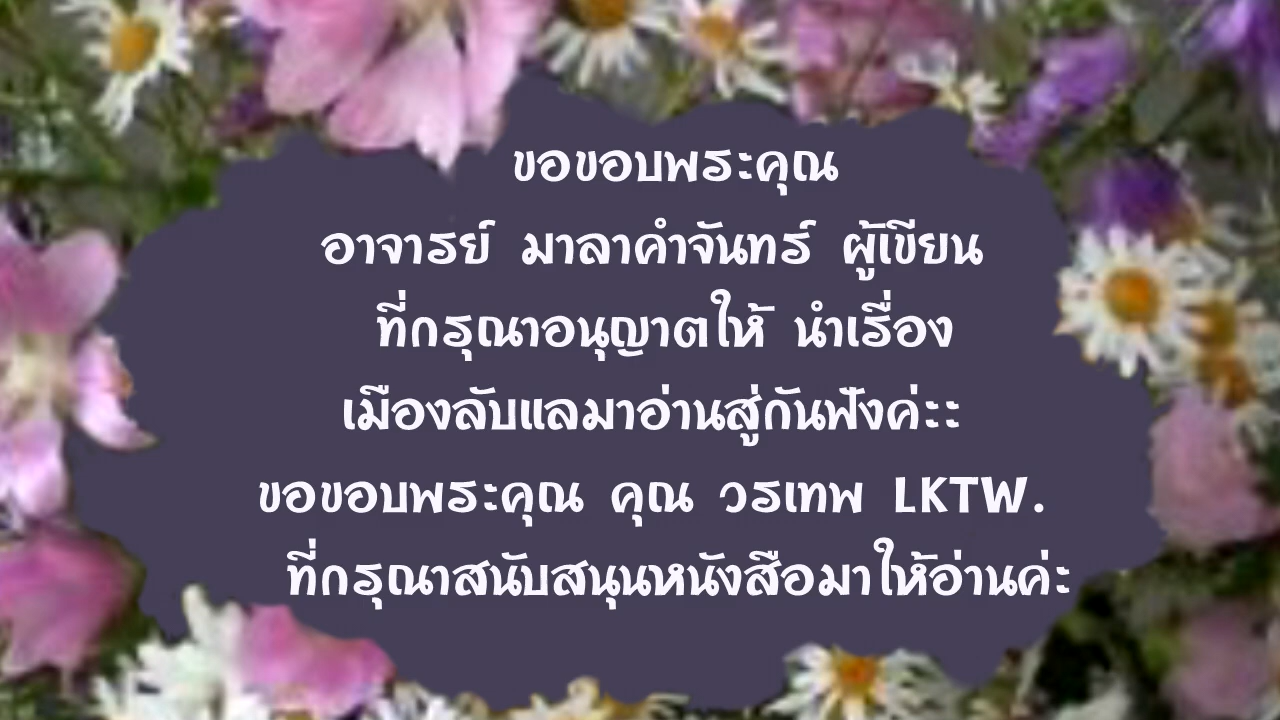 ขอขอบพระคุณ
อาจารย์ มาลาคำจันทร์ ผู้เขียน
ที่กรุณาอนุญาตให้ นำเรื่อง
เมืองลับแลมาอ่านสู่กันฟังค่ะะ
ขอขอบพระคุณ คุณ วรเทพ LKTW.
ที่กรุณาสนับสนุนหนังสือมาให้อ่านค่ะ